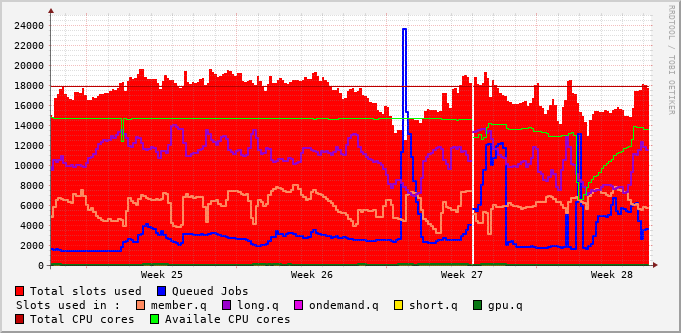 RRDTOOL / TOBI OETIKER
24000
22000
20000
18000
16000
14000
12000
10000
8000
6000
4000
2000
0
Week 25 Week 26 Week 27 Week 28
Total slots used Queued Jobs
Slots used in : member.q long.q ondemand.q short.q gpu.q
Total CPU cores Availale CPU cores